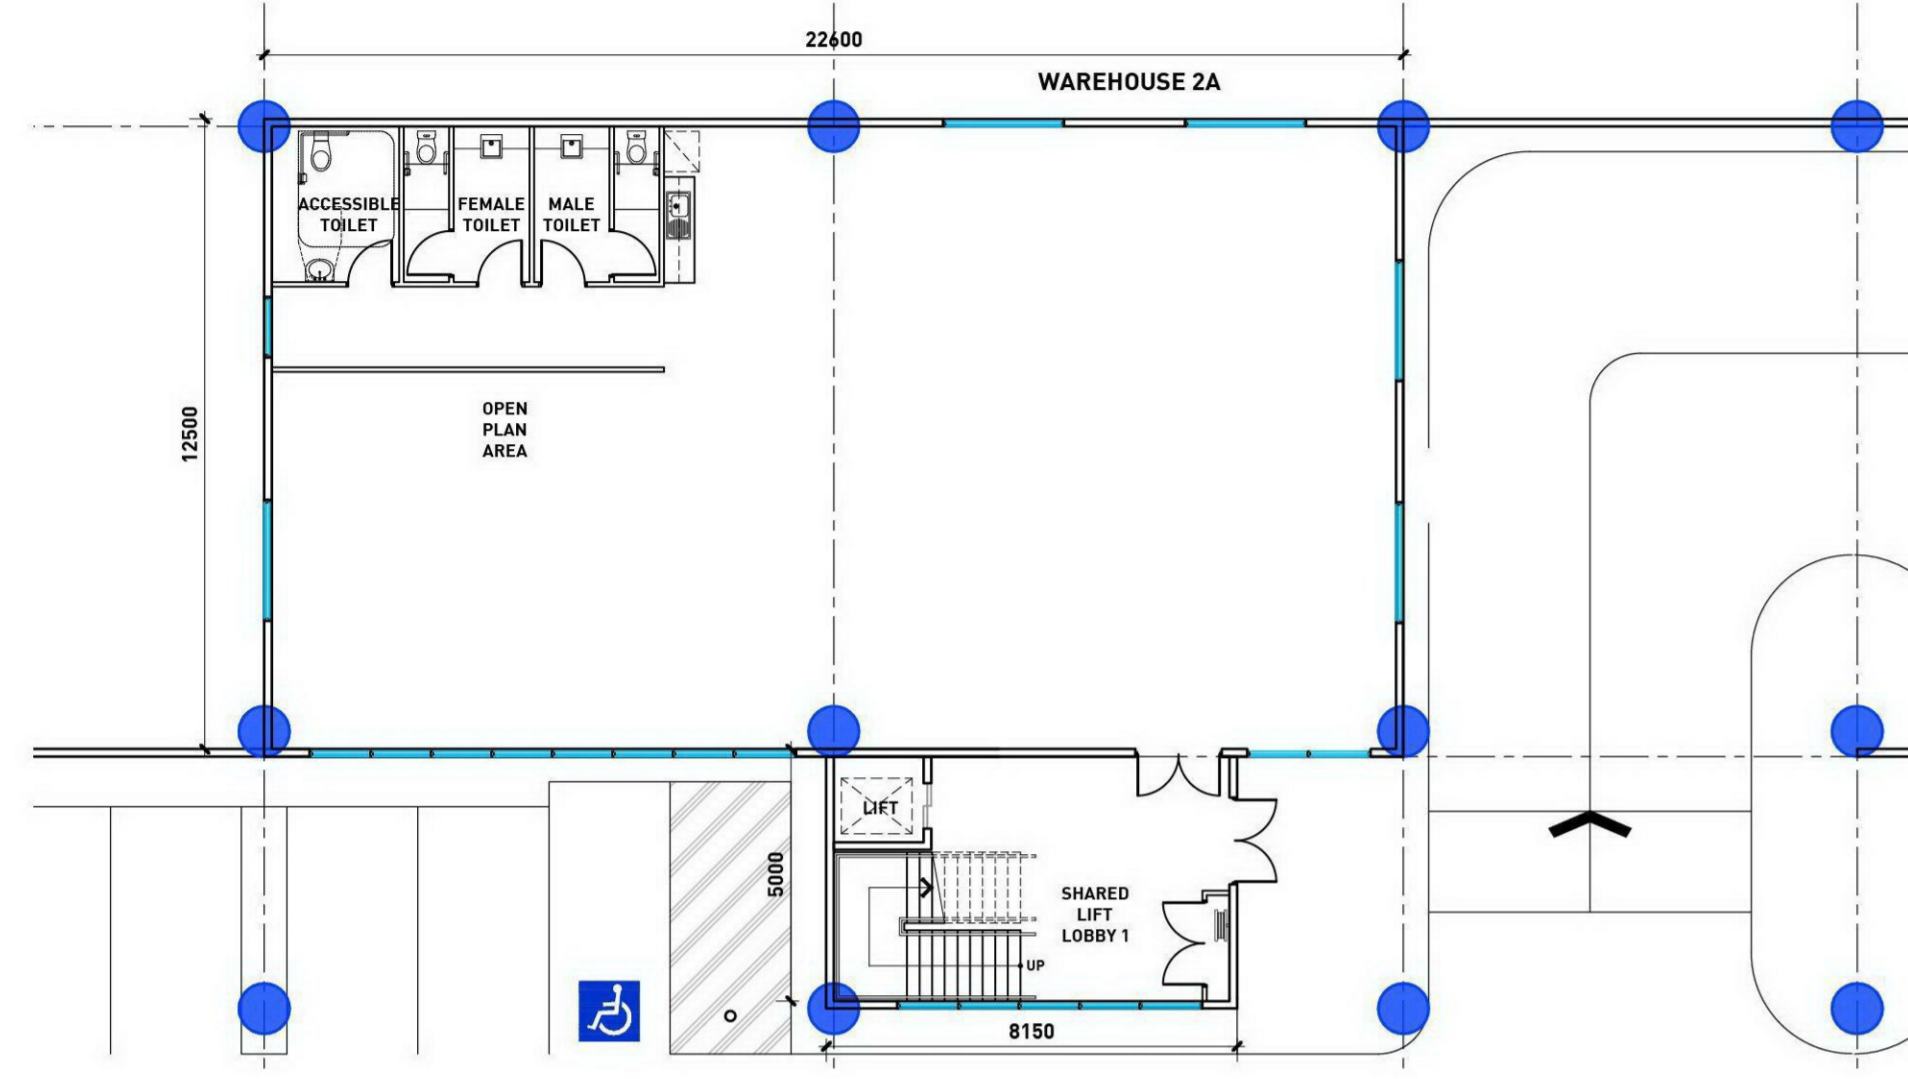 22600
WAREHOUSE 2A
ACCESSIBLE
TOILET
FEMALE
TOILET
MALE
TOILET
OPEN
PLAN
AREA
12500
LIFT
5000
SHARED
LIFT
LOBBY 1
UP
8150